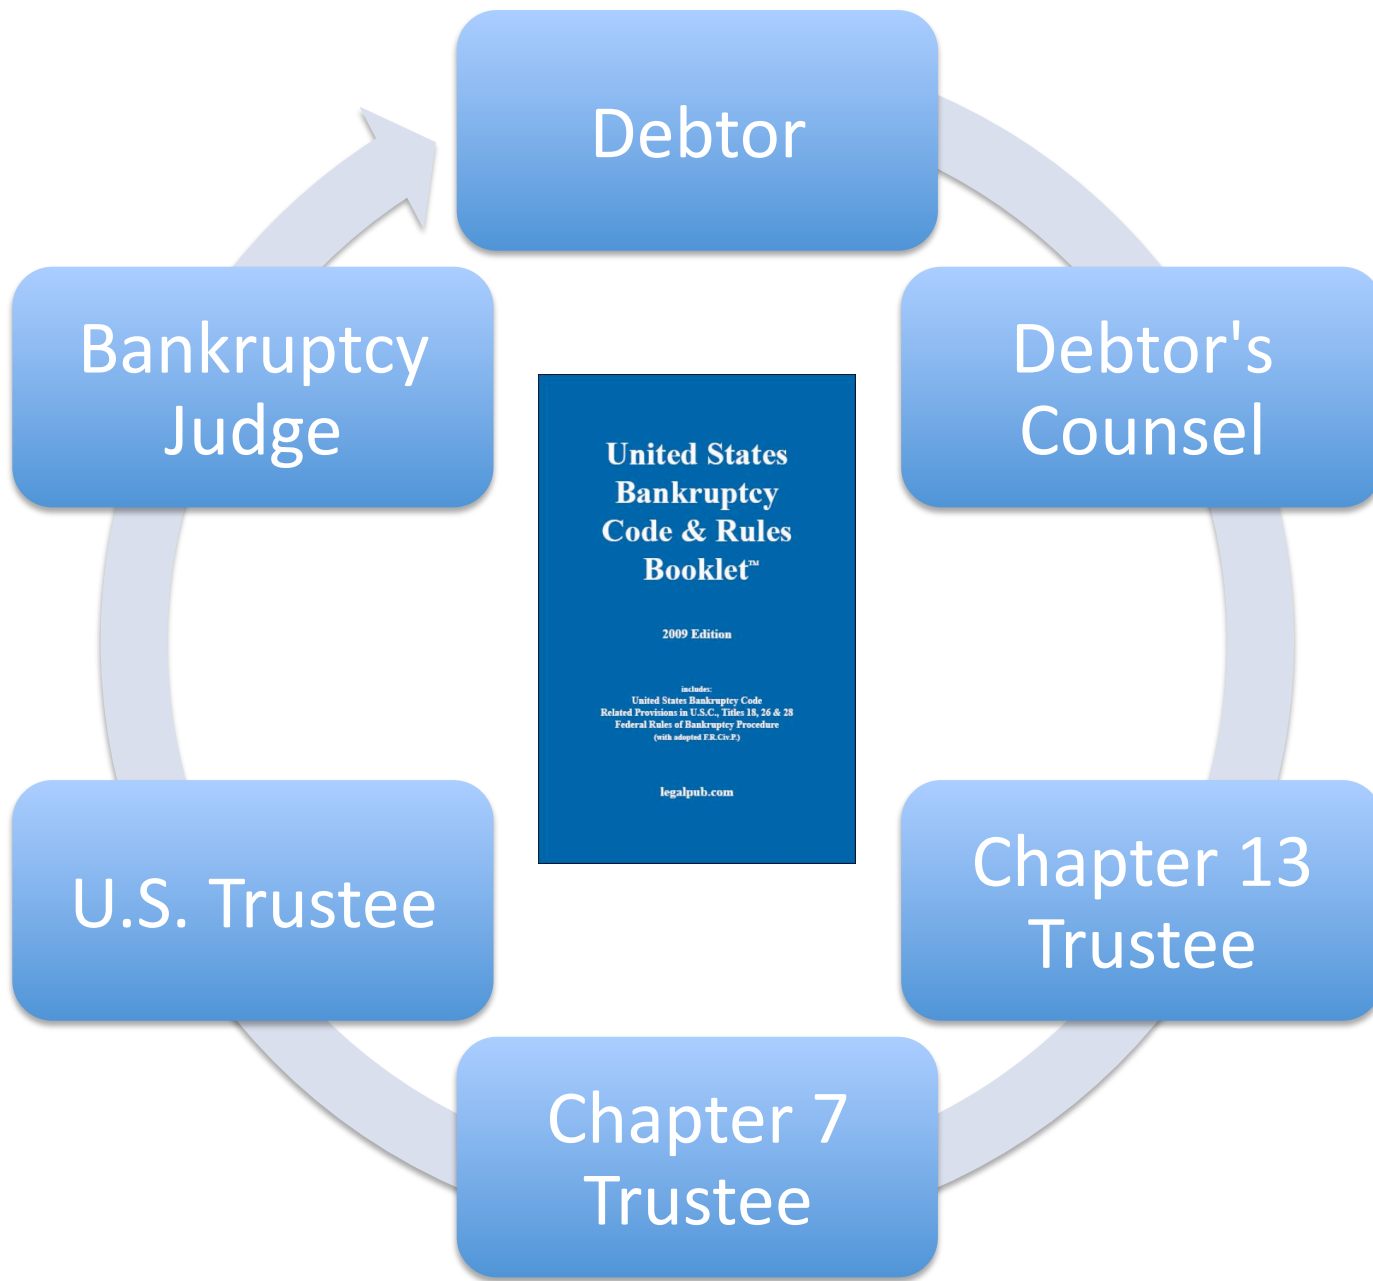 Debtor
Debtor's
Counsel
Chapter 13
Trustee
Chapter 7
Trustee
U.S. Trustee
Bankruptcy
Judge
United States
Bankruptcy
Code & Rules
Booklet™
2009 Edition
includes:
United States Bankruptcy Code
Related Provisions in U.S.C., Titles 18, 26 & 28
Federal Rules of Bankruptcy Procedure
(with adopted F.R.Civ.P.)
legalpub.com